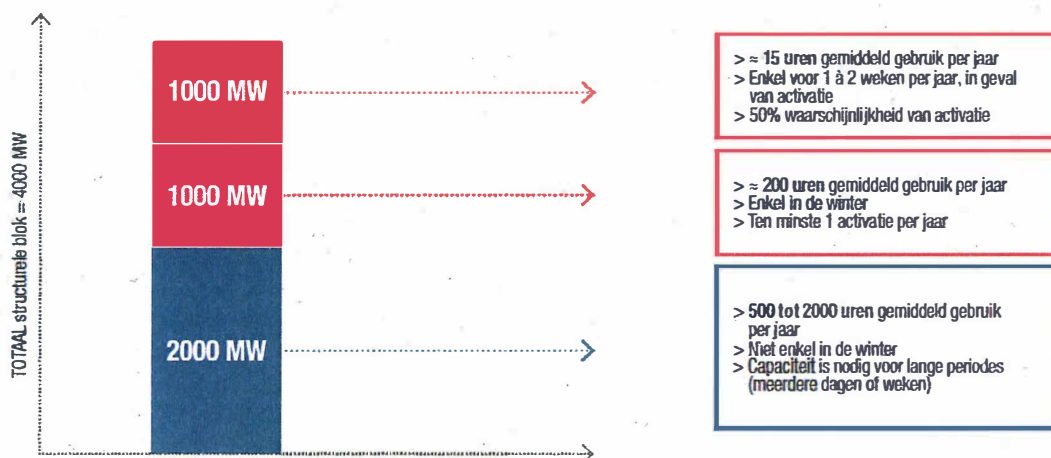 TOTAAL structurele blok = 4000 MW
1000 MW
> ≈ 15 uren gemiddeld gebruik per jaar
> Enkel voor 1 à 2 weken per jaar, in geval
van activatie
> 50% waarschijnlijkheid van activatie
1000 MW
> ≈ 200 uren gemiddeld gebruik per jaar
> Enkel in de winter
> Ten minste 1 activatie per jaar
2000 MW
> 500 tot 2000 uren gemiddeld gebruik
per jaar
> Niet enkel in de winter
> Capaciteit is nodig voor lange periodes
(meerdere dagen of weken)